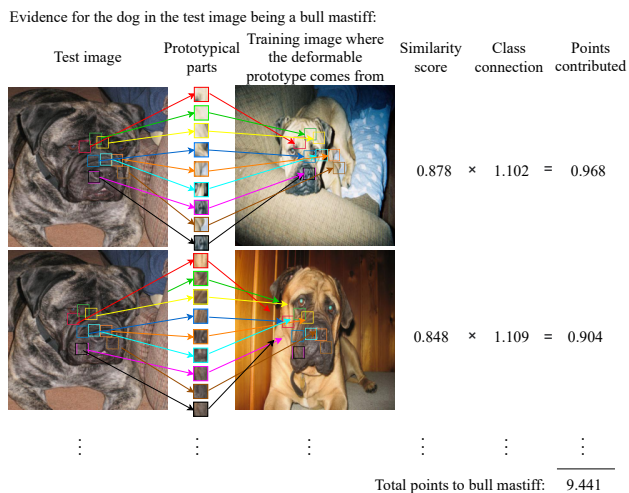 Evidence for the dog in the test image being a bull mastiff:
Test image
Prototypical
parts
Training image where
the deformable
prototype comes from
Similarity
score
Class
connection
Points
contributed
0.878 × 1.102 = 0.968
0.848 × 1.109 = 0.904
⋮ ⋮ ⋮ ⋮ ⋮ ⋮
Total points to bull mastiff: 9.441